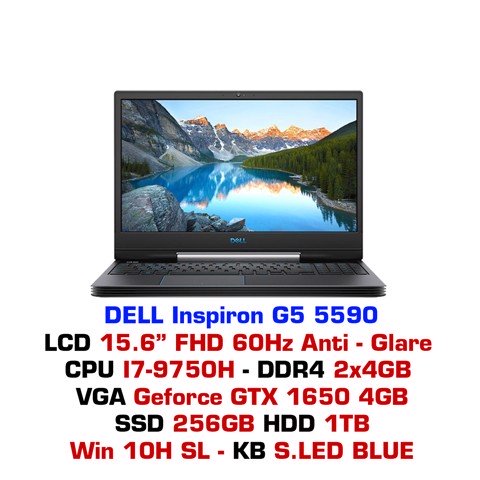 DELL
DELL Inspiron G5 5590
LCD 15.6” FHD 60Hz Anti - Glare
CPU I7-9750H - DDR4 2x4GB
VGA Geforce GTX 1650 4GB
SSD 256GB HDD 1TB
Win 10H SL - KB S.LED BLUE